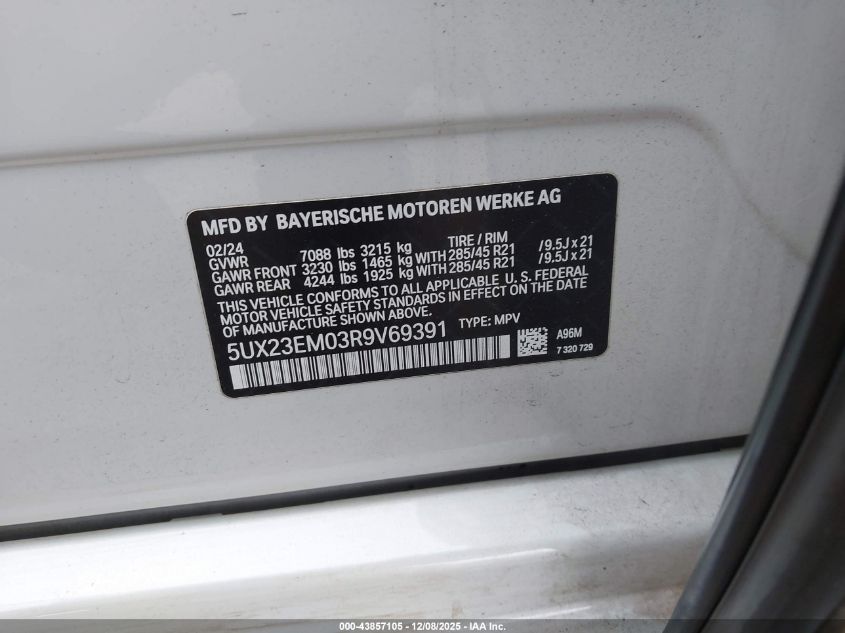 MFD BY BAYERISCHE MOTOREN WERKE AG
02/24 TIRE / RIM
GVWR 7088 lbs 3215 kg
GAWR FRONT 3230 lbs 1465 kg WITH 285/45 R21 / 9.5J x 21
GAWR REAR 4244 lbs 1925 kg WITH 285/45 R21 / 9.5J x 21
THIS VEHICLE CONFORMS TO ALL APPLICABLE U. S. FEDERAL
MOTOR VEHICLE SAFETY STANDARDS IN EFFECT ON THE DATE
OF MANUFACTURE SHOWN ABOVE.
5UX23EM03R9V69391 TYPE: MPV A96M
7 320 729
000-43857105 - 12/08/2025 - IAA Inc.